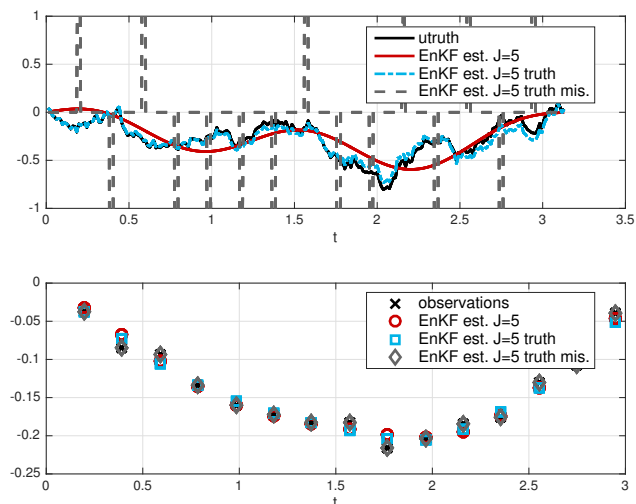 1
0.5
0
-0.5
-1
0
0.5
1
1.5
2
2.5
3
3.5
t
utruth
EnKF est. J=5
EnKF est. J=5 truth
EnKF est. J=5 truth mis.
0
-0.05
-0.1
-0.15
-0.2
-0.25
0
0.5
1
1.5
2
2.5
3
t
observations
EnKF est. J=5
EnKF est. J=5 truth
EnKF est. J=5 truth mis.